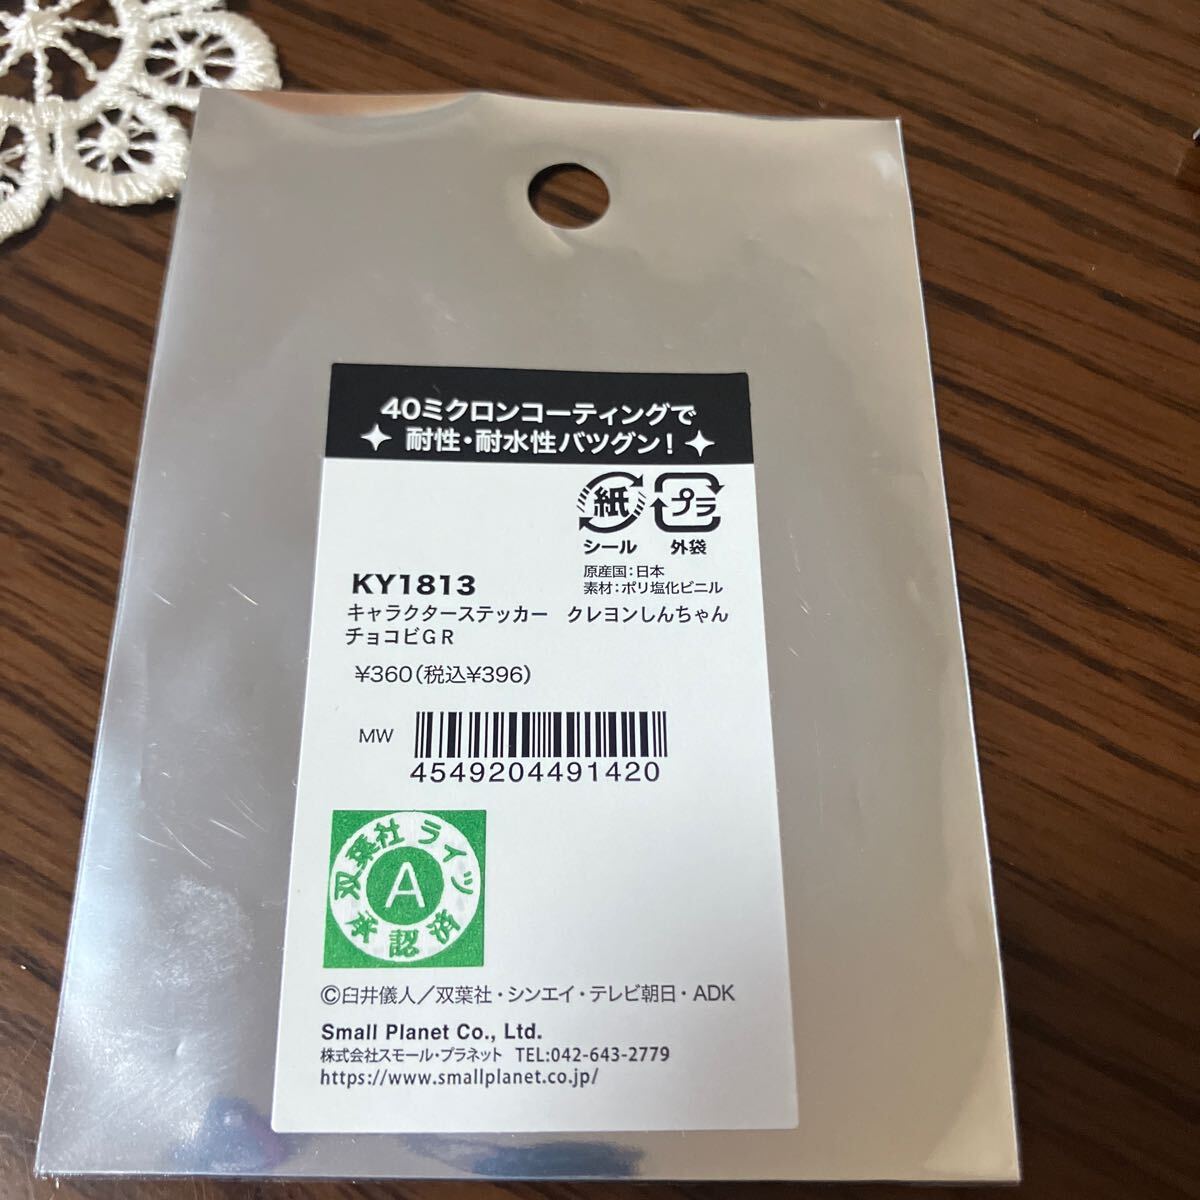 40ミクロンコーティングで
耐性・耐水性バツグン!
紙
プラ
シール
外袋
原産国:日本
素材:ポリ塩化ビニル
KY1813
キャラクターステッカー クレヨンしんちゃん
チョコビGR
¥360(税込¥396)
MW
4549204491420
双葉社ライツ
A
承認済
©臼井儀人/双葉社・シンエイ・テレビ朝日・ADK
Small Planet Co., Ltd.
株式会社スモール・プラネット TEL:042-643-2779
https://www.smallplanet.co.jp/